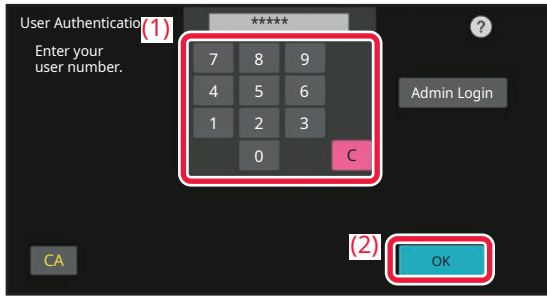 User Authenticatio
(1)
*****
?
Enter your
user number.
7 8 9
4 5 6
Admin Login
1 2 3
0 C
(2)
CA
OK